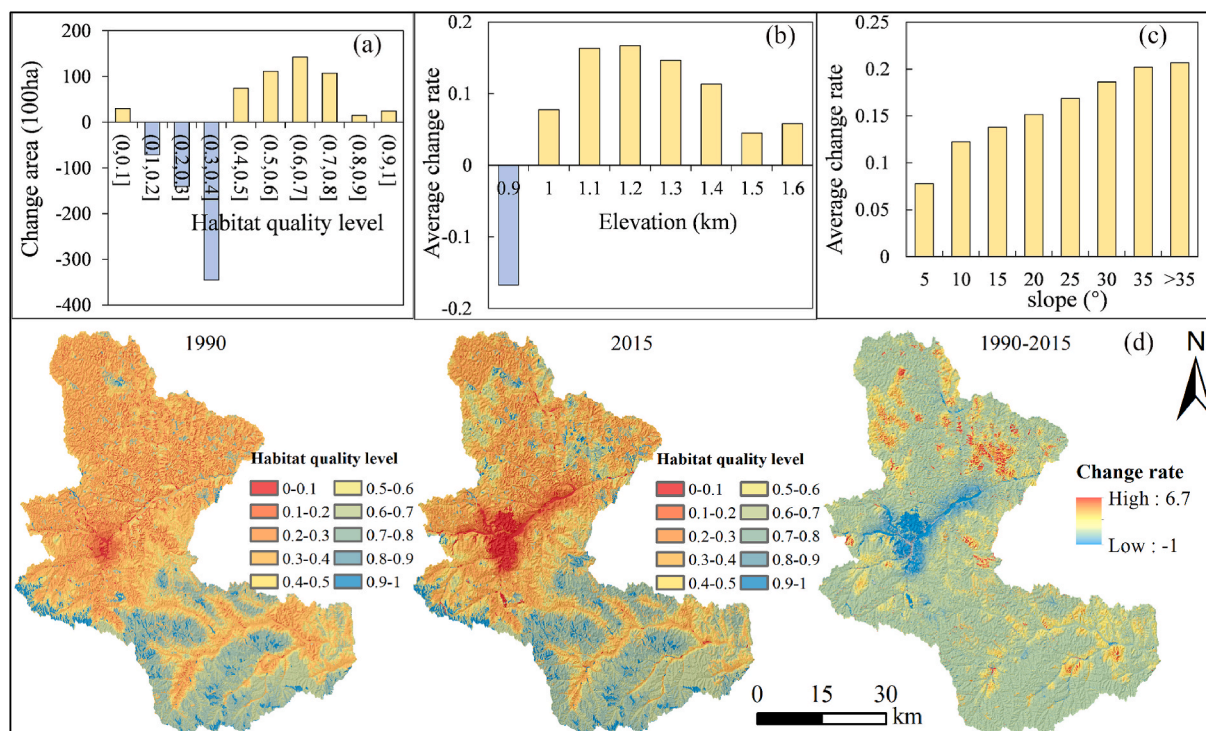 (a)
200
100
0
-100
-200
-300
-400
Change area (100ha)
(0,0.1]
(0.1,0.2]
(0.2,0.3]
(0.3,0.4]
(0.4,0.5]
(0.5,0.6]
(0.6,0.7]
(0.7,0.8]
(0.8,0.9]
(0.9,1]
Habitat quality level
(b)
0.2
0.1
0
-0.1
-0.2
Average change rate
0.9 1 1.1 1.2 1.3 1.4 1.5 1.6
Elevation (km)
(c)
0.25
0.2
0.15
0.1
0.05
0
Average change rate
5 10 15 20 25 30 35 >35
slope (°)
1990
Habitat quality level
0-0.1 0.5-0.6
0.1-0.2 0.6-0.7
0.2-0.3 0.7-0.8
0.3-0.4 0.8-0.9
0.4-0.5 0.9-1
2015
Habitat quality level
0-0.1 0.5-0.6
0.1-0.2 0.6-0.7
0.2-0.3 0.7-0.8
0.3-0.4 0.8-0.9
0.4-0.5 0.9-1
1990-2015
(d)
N
Change rate
High : 6.7
Low : -1
0 15 30
km